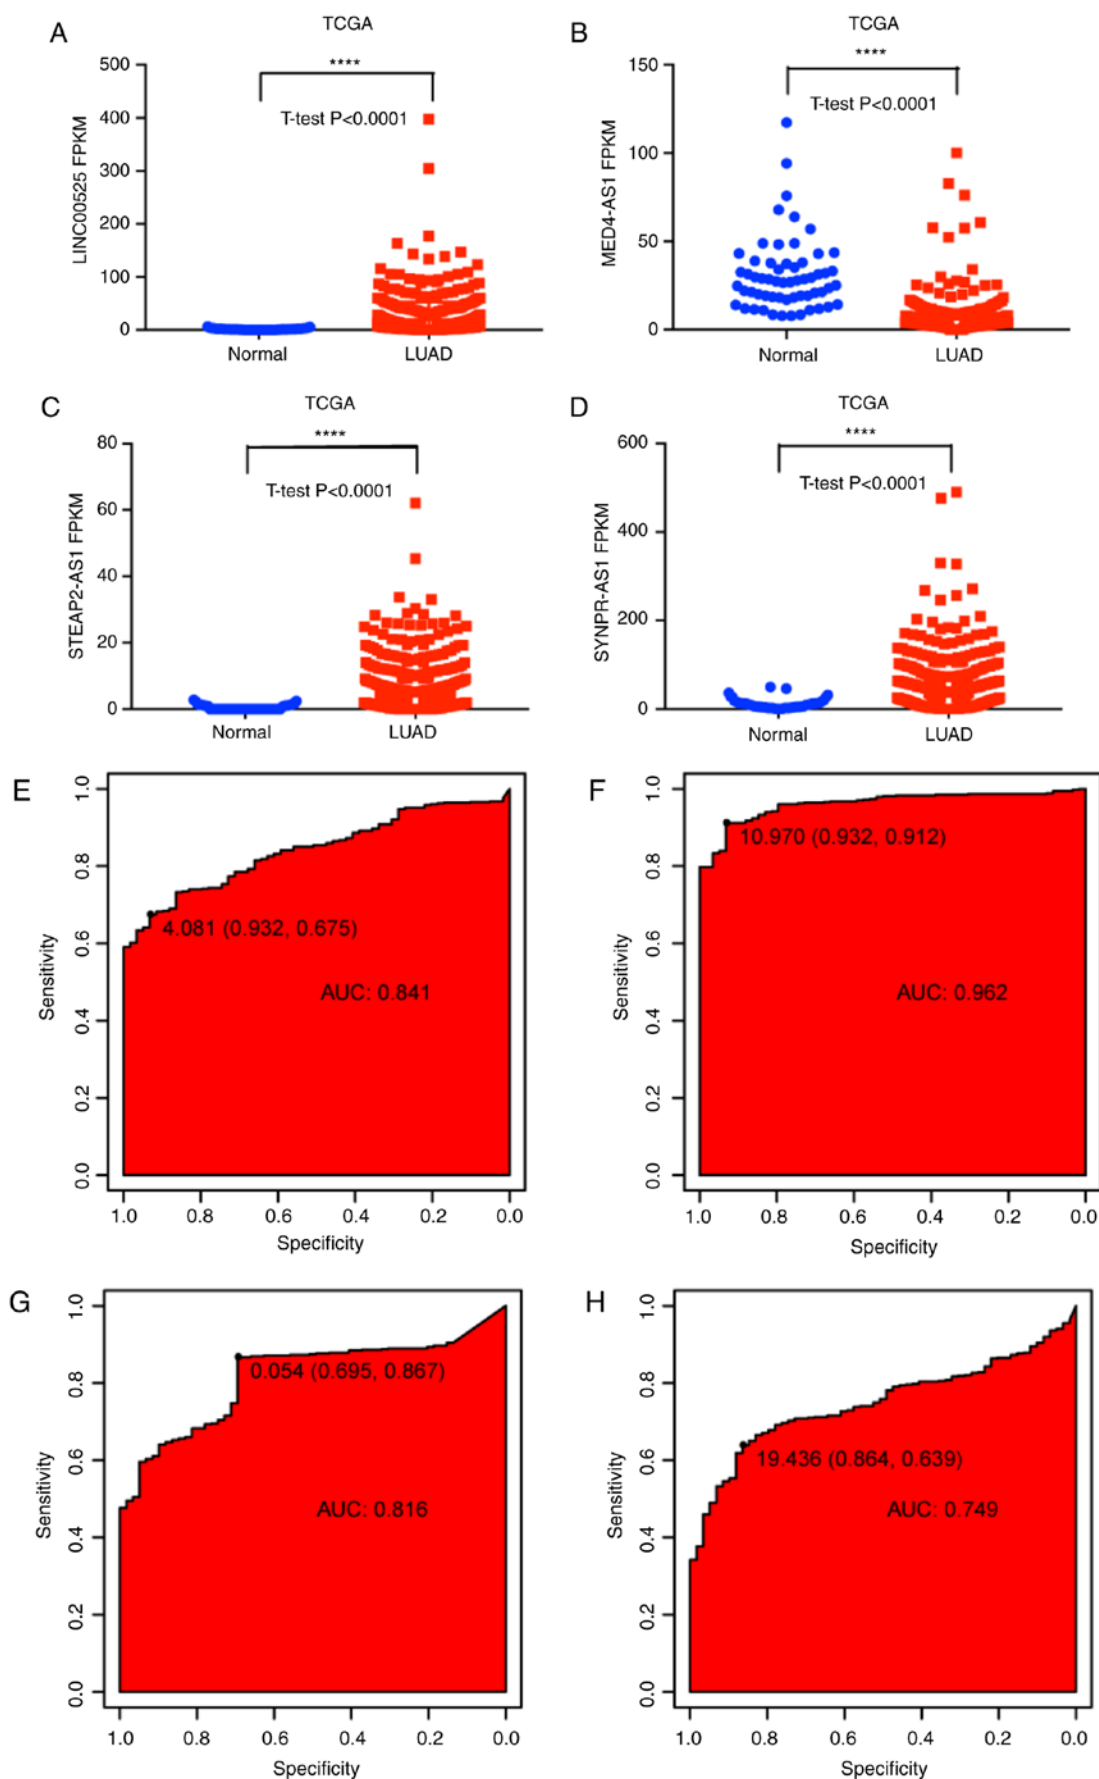 A
TCGA
****
T-test P<0.0001
LINC00525 FPKM
500
400
300
200
100
0
Normal
LUAD
B
TCGA
****
T-test P<0.0001
MED4-AS1 FPKM
150
100
50
0
Normal
LUAD
C
TCGA
****
T-test P<0.0001
STEAP2-AS1 FPKM
80
60
40
20
0
Normal
LUAD
D
TCGA
****
T-test P<0.0001
SYNPR-AS1 FPKM
600
400
200
0
Normal
LUAD
E
Sensitivity
1.0
0.8
0.6
0.4
0.2
0.0
4.081 (0.932, 0.675)
AUC: 0.841
1.0 0.8 0.6 0.4 0.2 0.0
Specificity
F
Sensitivity
1.0
0.8
0.6
0.4
0.2
0.0
10.970 (0.932, 0.912)
AUC: 0.962
1.0 0.8 0.6 0.4 0.2 0.0
Specificity
G
Sensitivity
1.0
0.8
0.6
0.4
0.2
0.0
0.054 (0.695, 0.867)
AUC: 0.816
1.0 0.8 0.6 0.4 0.2 0.0
Specificity
H
Sensitivity
1.0
0.8
0.6
0.4
0.2
0.0
19.436 (0.864, 0.639)
AUC: 0.749
1.0 0.8 0.6 0.4 0.2 0.0
Specificity